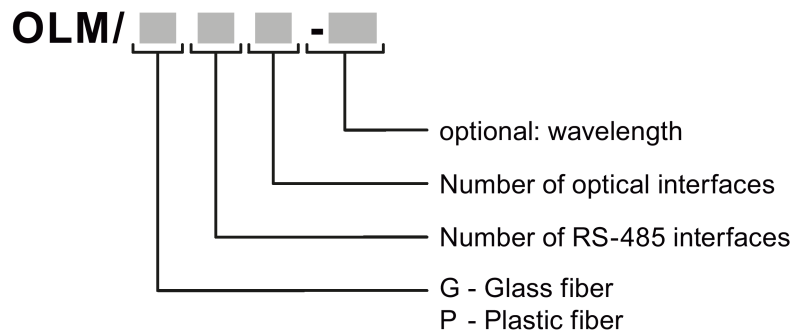 OLM/ -
optional: wavelength
Number of optical interfaces
Number of RS-485 interfaces
G - Glass fiber
P - Plastic fiber